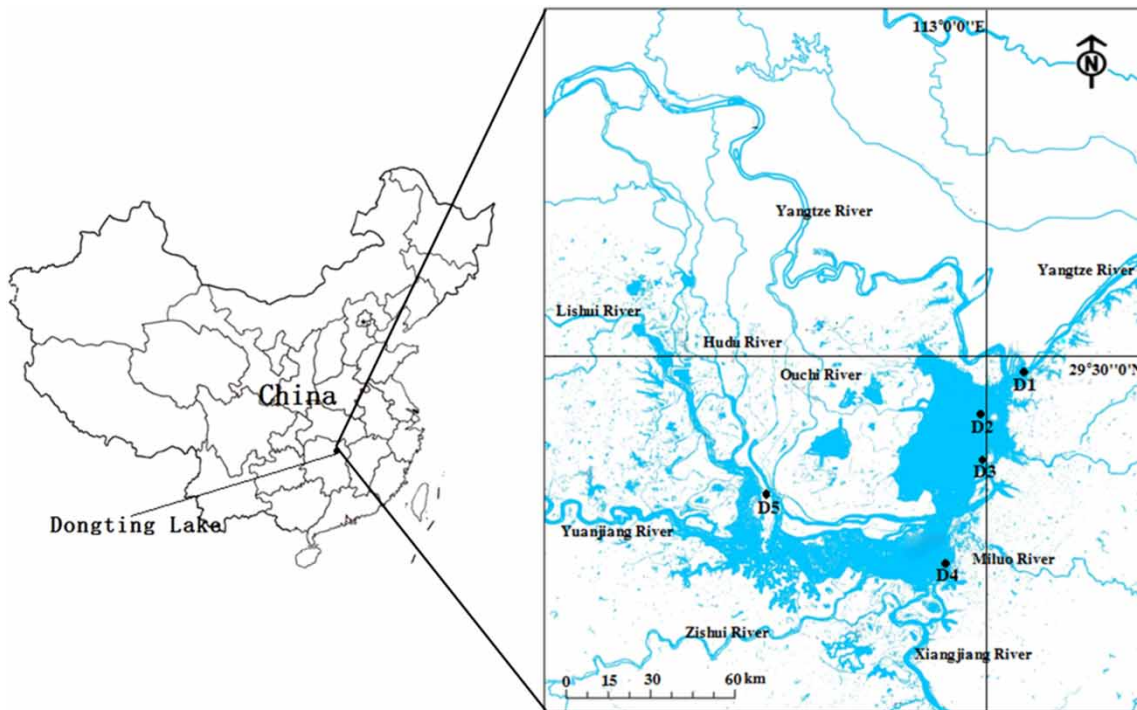 113°0'0''E
N
Yangtze River
Yangtze River
Lishui River
Hudu River
29°30''0'N
Ouchi River
D1
China
D2
D3
D5
Dongting Lake
Yuanjiang River
Miluo River
D4
Zishui River
Xiangjiang River
0 15 30 60 km